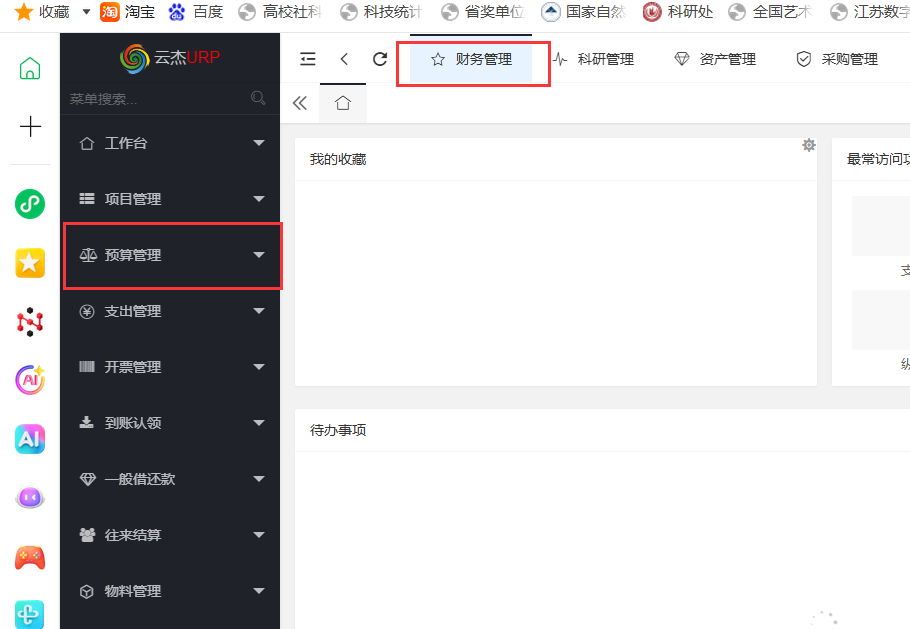 收藏 淘宝 百度 高校社科 科技统计 省奖单位 国家自然 科研处 全国艺术 江苏数字
云杰URP
财务管理 科研管理 资产管理 采购管理
菜单搜索...
工作台
项目管理
预算管理
支出管理
开票管理
到账认领
一般借还款
往来结算
物料管理
我的收藏
最常访问功
支
纵
待办事项
AI
AI